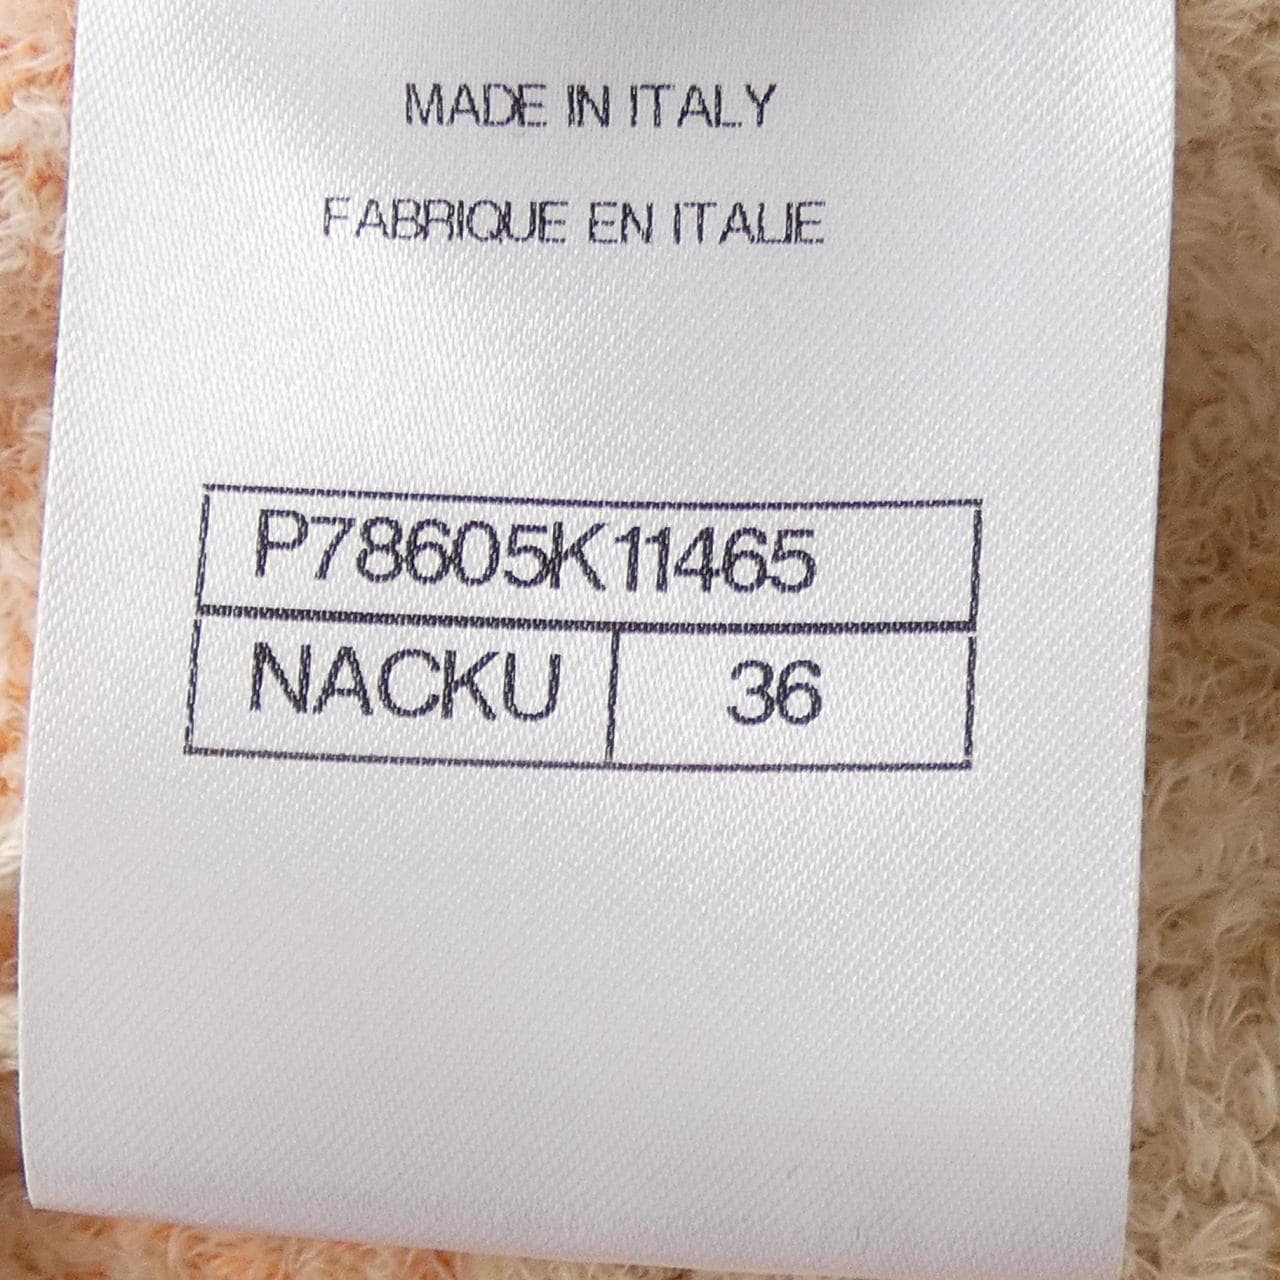 MADE IN ITALY
FABRIQUE EN ITALIE
P78605K11465
NACKU 36